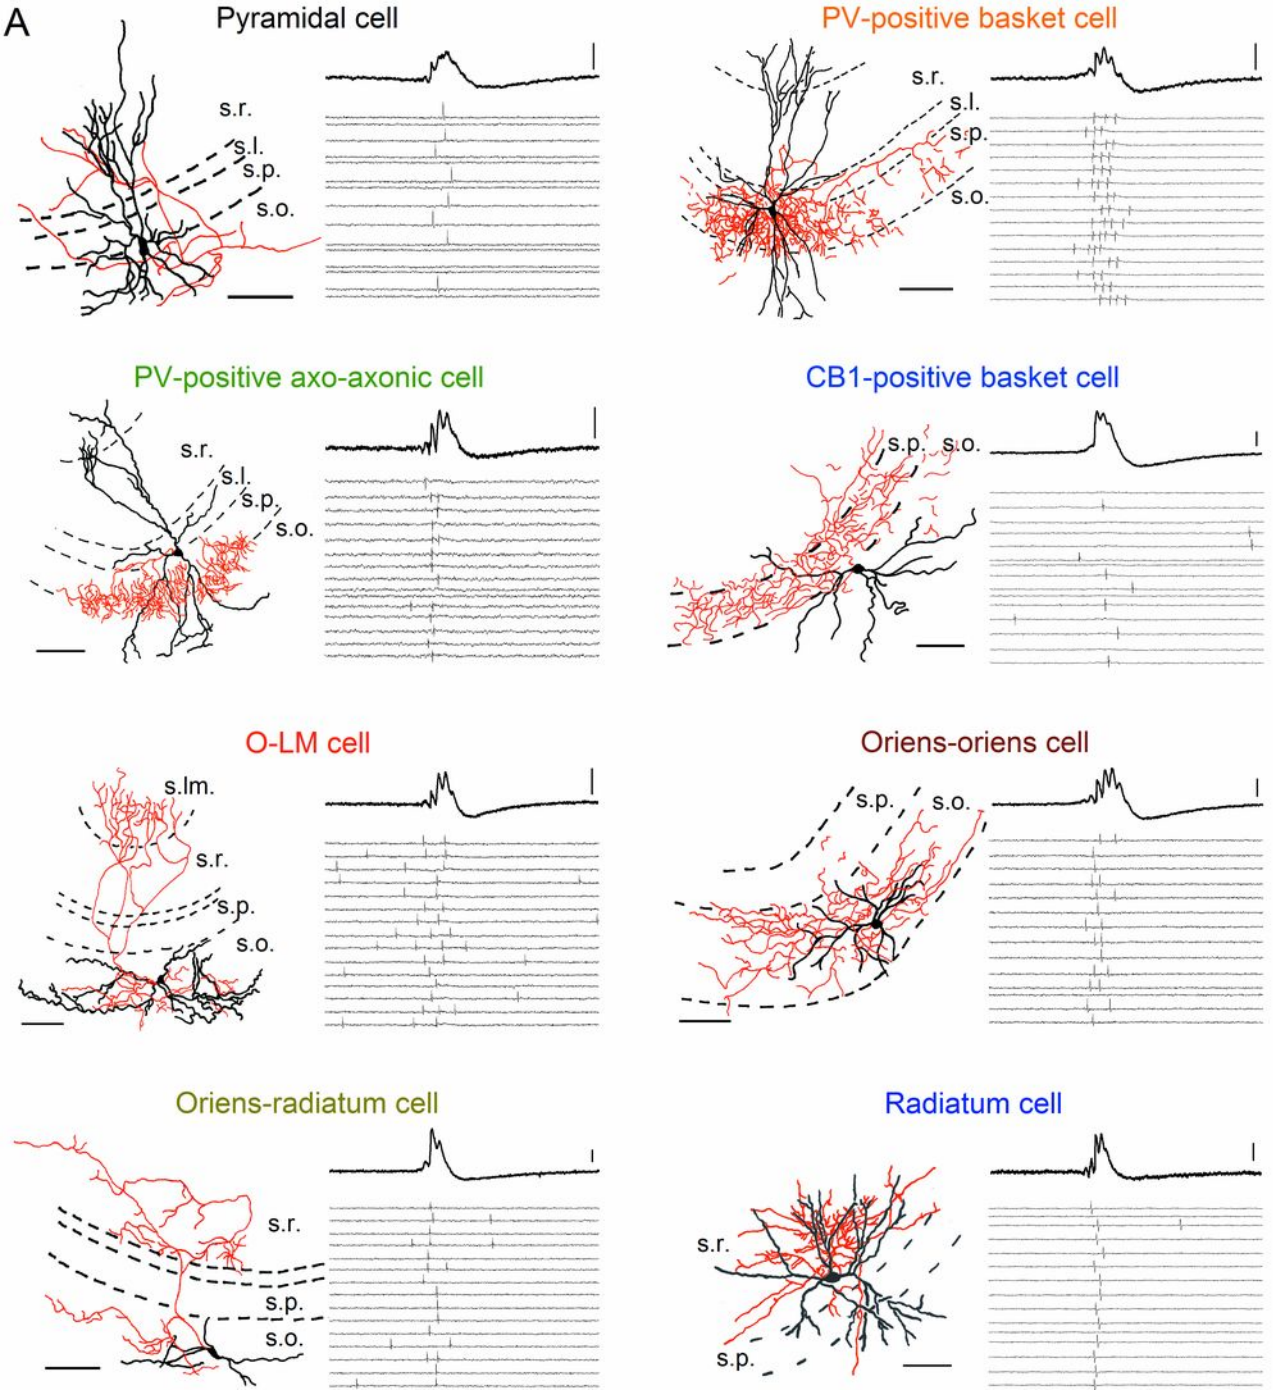 A
Pyramidal cell
s.r.
s.l.
s.p.
s.o.
PV-positive basket cell
s.r.
s.l.
s.p.
s.o.
PV-positive axo-axonic cell
s.r.
s.l.
s.p.
s.o.
CB1-positive basket cell
s.p. s.o.
O-LM cell
s.lm.
s.r.
s.p.
s.o.
Oriens-oriens cell
s.p. s.o.
Oriens-radiatum cell
s.r.
s.p.
s.o.
Radiatum cell
s.r.
s.p.